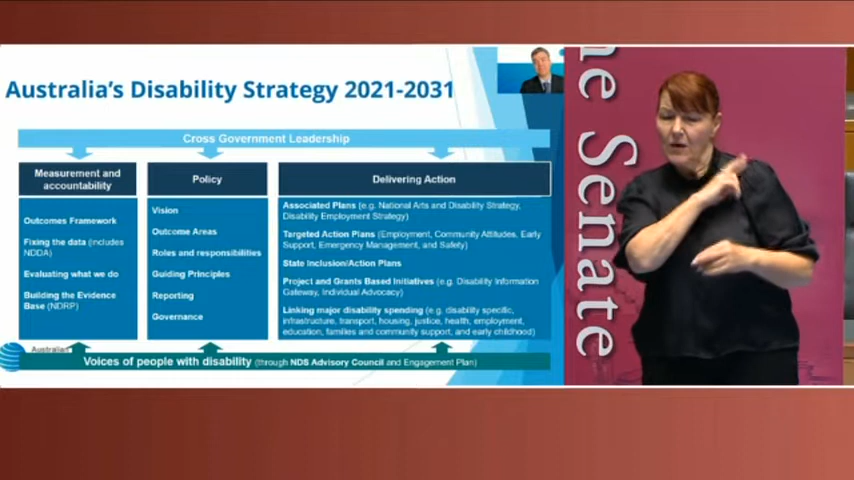 Australia's Disability Strategy 2021-2031
Cross Government Leadership
Measurement and
accountability
Outcomes Framework
Fixing the data (includes
NDDA)
Evaluating what we do
Building the Evidence
Base (NDRP)
Policy
Vision
Outcome Areas
Roles and responsibilities
Guiding Principles
Reporting
Governance
Delivering Action
Associated Plans (e.g. National Arts and Disability Strategy,
Disability Employment Strategy)
Targeted Action Plans (Employment, Community Attitudes, Early
Support, Emergency Management, and Safety)
State Inclusion/Action Plans
Project and Grants Based Initiatives (e.g. Disability Information
Gateway, Individual Advocacy)
Linking major disability spending (e.g. disability specific,
infrastructure, transport, housing, justice, health, employment,
education, families and community support, and early childhood)
Australian
Voices of people with disability (through NDS Advisory Council and Engagement Plan)
he Senate